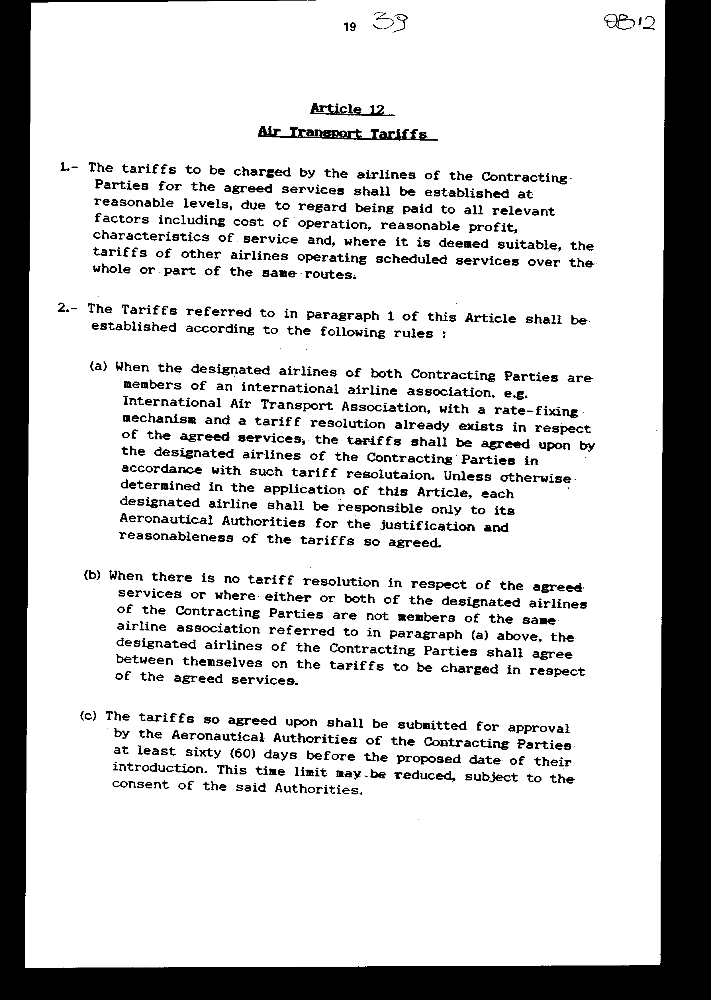 19 39
Article 12
Air Transport Tariffs
1.- The tariffs to be charged by the airlines of the Contracting
Parties for the agreed services shall be established at
reasonable levels, due to regard being paid to all relevant
factors including cost of operation, reasonable profit,
characteristics of service and, where it is deemed suitable, the
tariffs of other airlines operating scheduled services over the
whole or part of the same routes.
2.- The Tariffs referred to in paragraph 1 of this Article shall be
established according to the following rules :
(a) When the designated airlines of both Contracting Parties are
members of an international airline association, e.g.
International Air Transport Association, with a rate-fixing
mechanism and a tariff resolution already exists in respect
of the agreed services, the tariffs shall be agreed upon by
the designated airlines of the Contracting Parties in
accordance with such tariff resolutaion. Unless otherwise
determined in the application of this Article, each
designated airline shall be responsible only to its
Aeronautical Authorities for the justification and
reasonableness of the tariffs so agreed.
(b) When there is no tariff resolution in respect of the agreed
services or where either or both of the designated airlines
of the Contracting Parties are not members of the same
airline association referred to in paragraph (a) above, the
designated airlines of the Contracting Parties shall agree
between themselves on the tariffs to be charged in respect
of the agreed services.
(c) The tariffs so agreed upon shall be submitted for approval
by the Aeronautical Authorities of the Contracting Parties
at least sixty (60) days before the proposed date of their
introduction. This time limit may be reduced, subject to the
consent of the said Authorities.